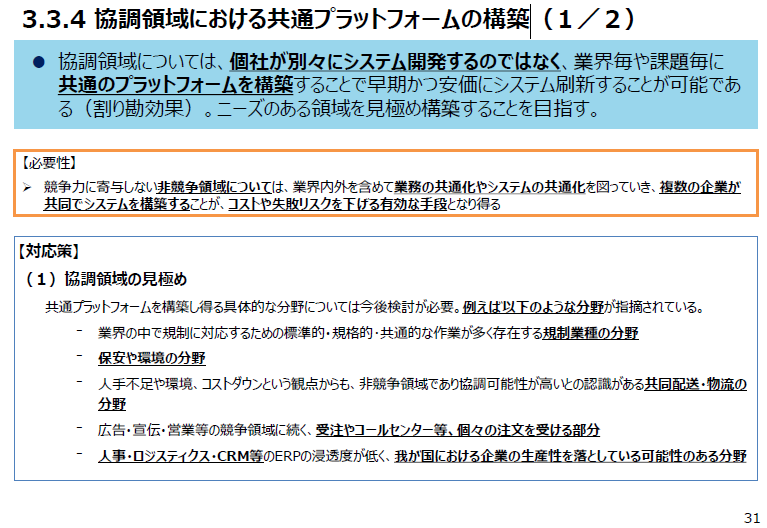 3.3.4 協調領域における共通プラットフォームの構築（１／２）
● 協調領域については、個社が別々にシステム開発するのではなく、業界毎や課題毎に
共通のプラットフォームを構築することで早期かつ安価にシステム刷新することが可能であ
る（割り勘効果）。ニーズのある領域を見極め構築することを目指す。
【必要性】
➢ 競争力に寄与しない非競争領域については、業界内外を含めて業務の共通化やシステムの共通化を図っていき、複数の企業が
共同でシステムを構築することが、コストや失敗リスクを下げる有効な手段となり得る
【対応策】
（１）協調領域の見極め
共通プラットフォームを構築し得る具体的な分野については今後検討が必要。例えば以下のような分野が指摘されている。
- 業界の中で規制に対応するための標準的・規格的・共通的な作業が多く存在する規制業種の分野
- 保安や環境の分野
- 人手不足や環境、コストダウンという観点からも、非競争領域であり協調可能性が高いとの認識がある共同配送・物流の
分野
- 広告・宣伝・営業等の競争領域に続く、受注やコールセンター等、個々の注文を受ける部分
- 人事・ロジスティクス・CRM等のERPの浸透度が低く、我が国における企業の生産性を落としている可能性のある分野
31